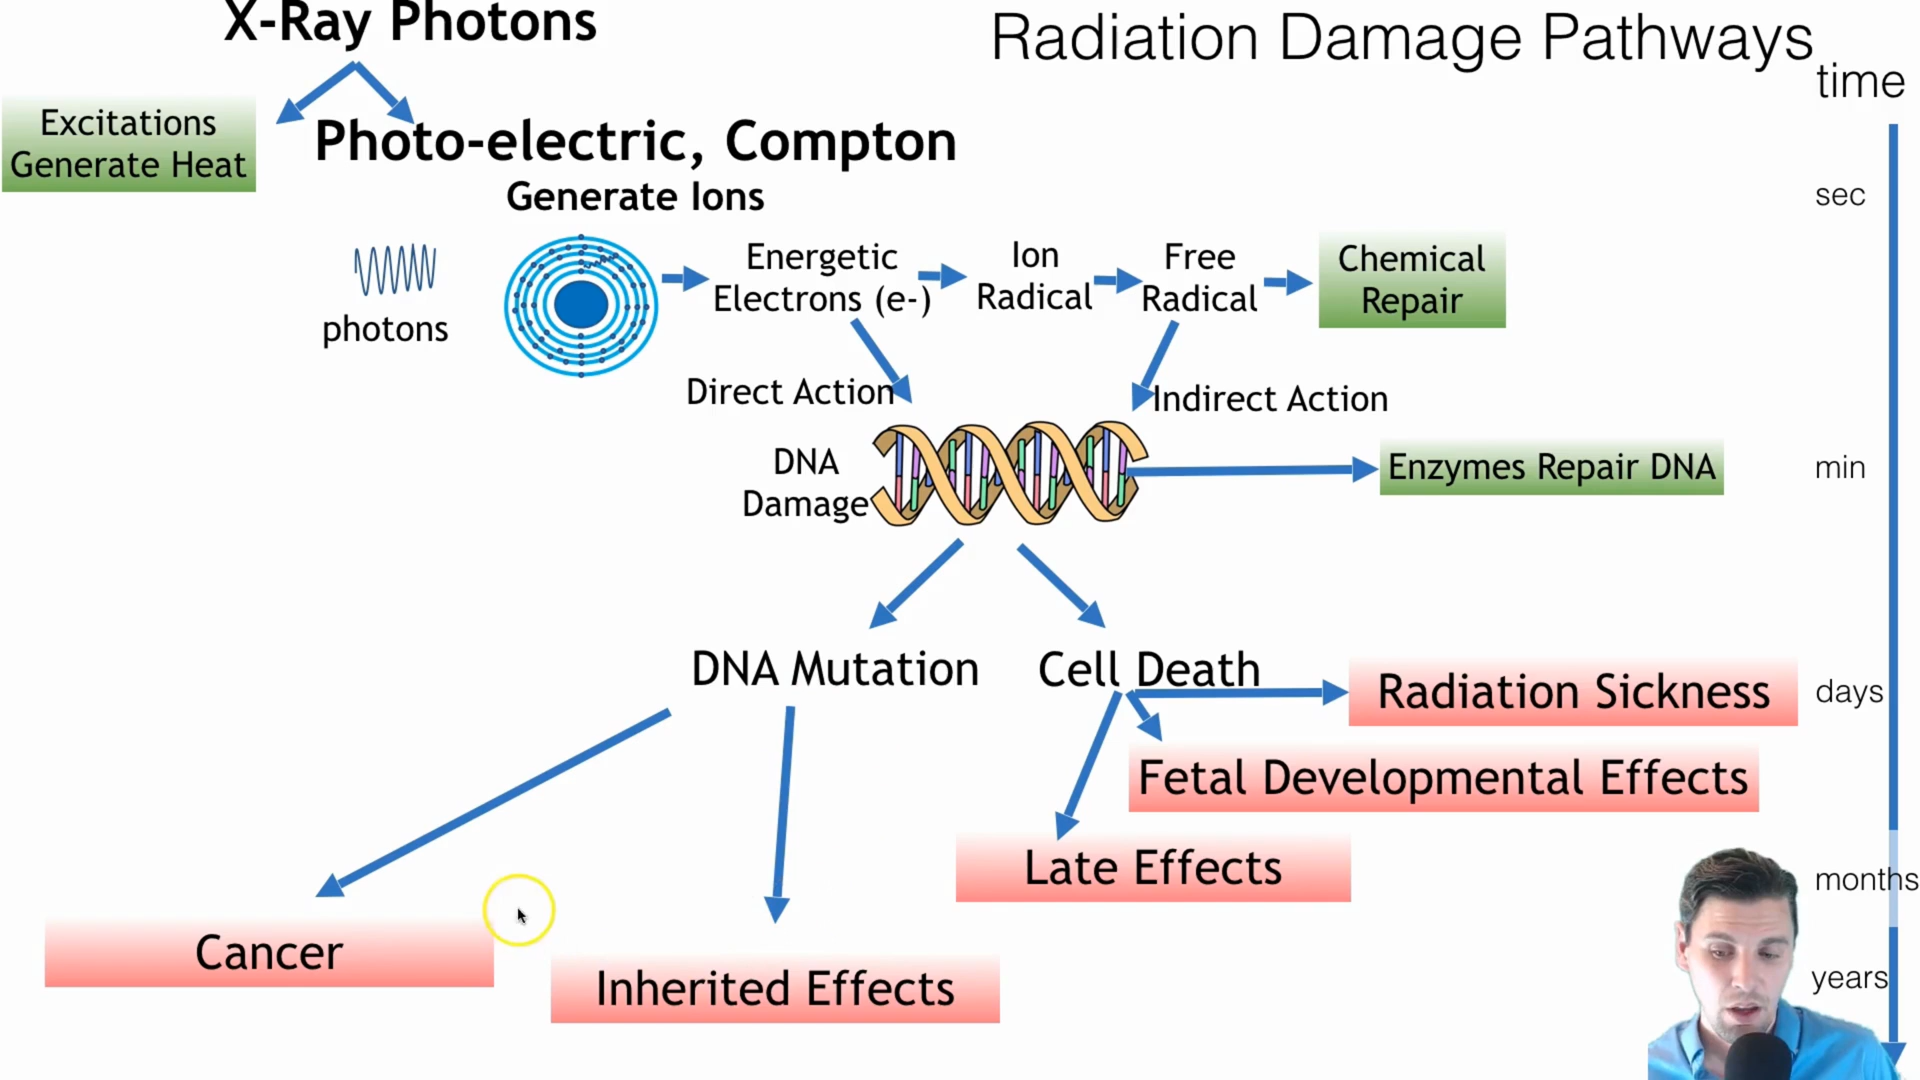 X-Ray Photons
Radiation Damage Pathways
time
Excitations
Generate Heat
Photo-electric, Compton
Generate Ions
sec
photons
Energetic
Electrons (e-)
Ion
Radical
Free
Radical
Chemical
Repair
Direct Action
Indirect Action
DNA
Damage
Enzymes Repair DNA
min
DNA Mutation
Cell Death
Radiation Sickness
days
Fetal Developmental Effects
Late Effects
months
Cancer
Inherited Effects
years